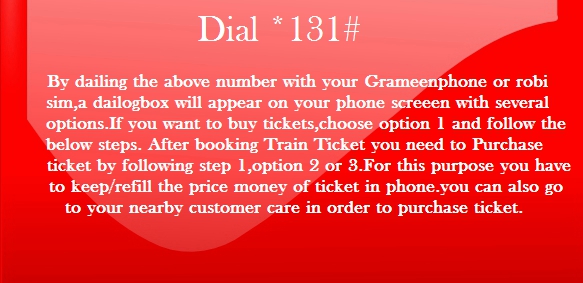 Dial *131#
By dailing the above number with your Grameenphone or robi
sim,a dailogbox will appear on your phone screeen with several
options.If you want to buy tickets,choose option 1 and follow the
below steps. After booking Train Ticket you need to Purchase
ticket by following step 1,option 2 or 3.For this purpose you have
to keep/refill the price money of ticket in phone.you can also go
to your nearby customer care in order to purchase ticket.